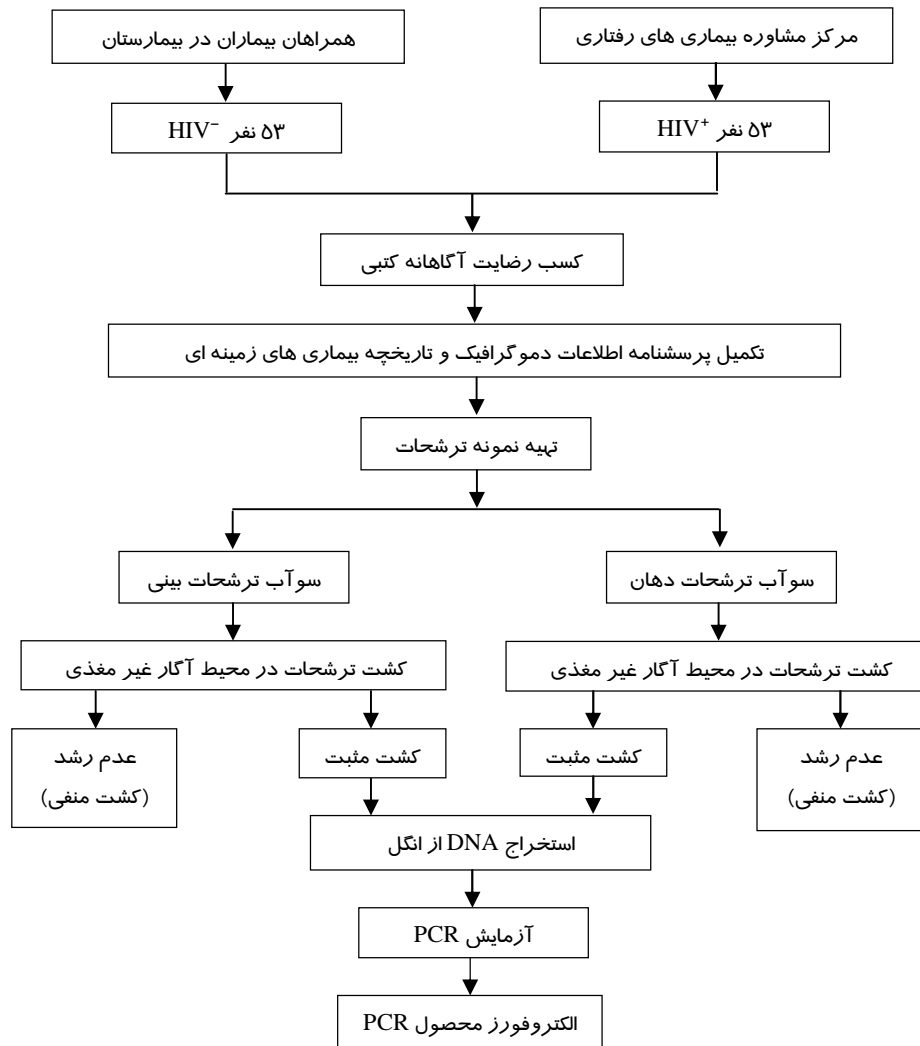 مرکز مشاوره بیماری های رفتاری
همراهان بیماران در بیمارستان
۵۳ نفر HIV⁺
۵۳ نفر HIV⁻
کسب رضایت آگاهانه کتبی
تکمیل پرسشنامه اطلاعات دموگرافیک و تاریخچه بیماری های زمینه ای
تهیه نمونه ترشحات
سوآب ترشحات دهان
سوآب ترشحات بینی
کشت ترشحات در محیط آگار غیر مغذی
کشت ترشحات در محیط آگار غیر مغذی
عدم رشد
(کشت منفی)
کشت مثبت
کشت مثبت
عدم رشد
(کشت منفی)
استخراج DNA از انگل
آزمایش PCR
الکتروفورز محصول PCR